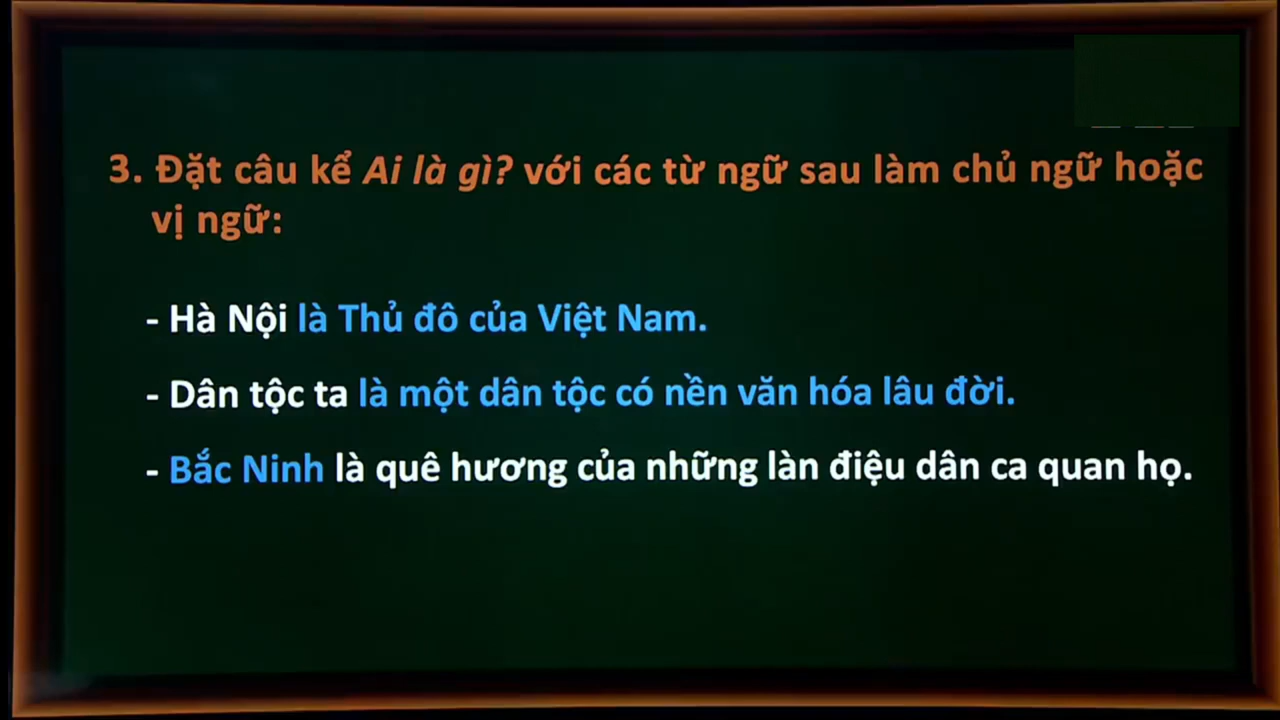 3. Đặt câu kể Ai là gì? với các từ ngữ sau làm chủ ngữ hoặc
vị ngữ:
- Hà Nội là Thủ đô của Việt Nam.
- Dân tộc ta là một dân tộc có nền văn hóa lâu đời.
- Bắc Ninh là quê hương của những làn điệu dân ca quan họ.